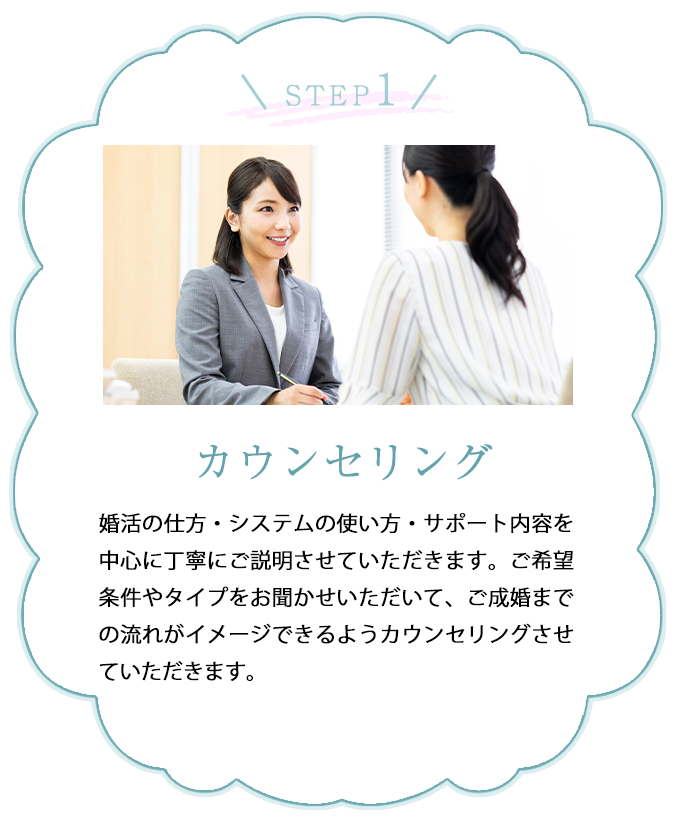 STEP1
カウンセリング
婚活の仕方・システムの使い方・サポート内容を
中心に丁寧にご説明させていただきます。ご希望
条件やタイプをお聞かせいただいて、ご成婚まで
の流れがイメージできるようカウンセリングさせ
ていただきます。